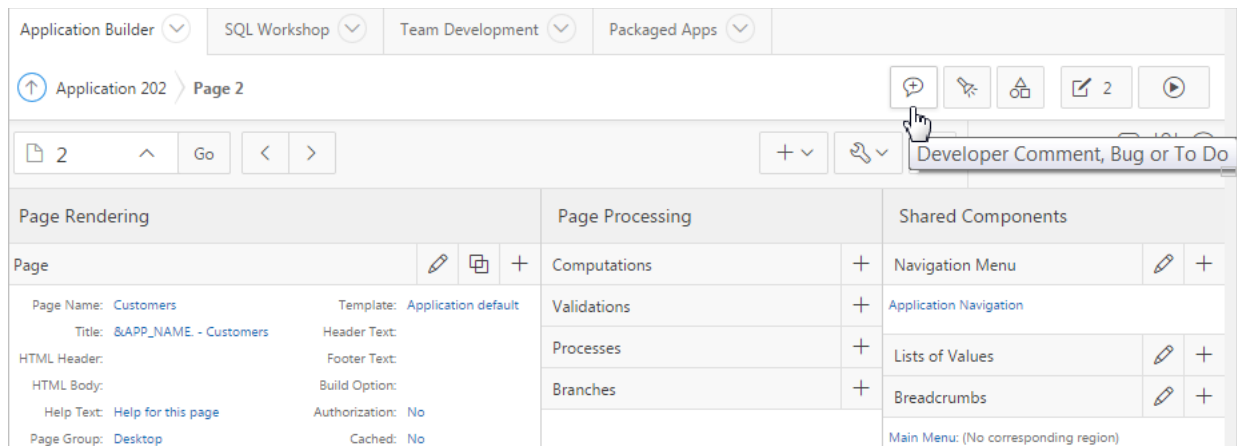 Application Builder SQL Workshop Team Development Packaged Apps
Application 202 Page 2 2
2 Go
Developer Comment, Bug or To Do
Page Rendering Page Processing Shared Components
Page Computations Navigation Menu
Page Name: Customers Template: Application default Validations Application Navigation
Title: &APP_NAME. - Customers Header Text:
HTML Header: Footer Text: Processes Lists of Values
HTML Body: Build Option: Branches Breadcrumbs
Help Text: Help for this page Authorization: No
Page Group: Desktop Cached: No Main Menu: (No corresponding region)